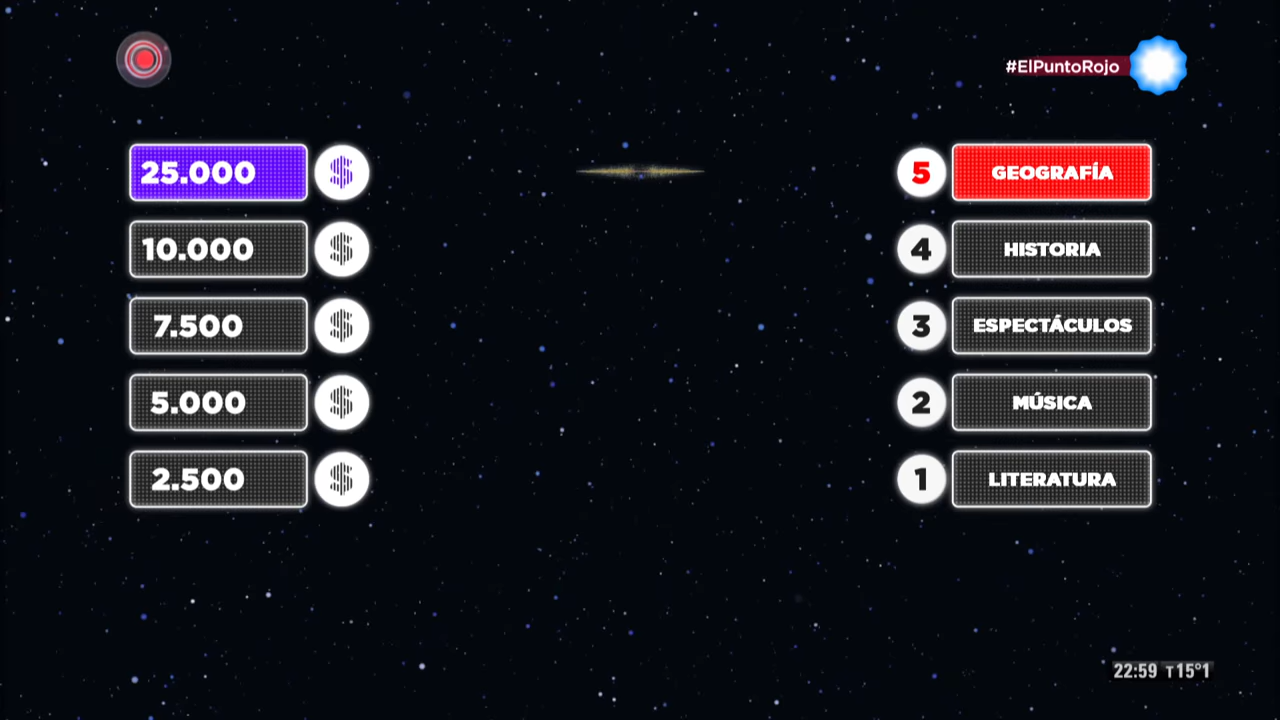 #ElPuntoRojo
25.000 $
5 GEOGRAFÍA
10.000 $
4 HISTORIA
7.500 $
3 ESPECTÁCULOS
5.000 $
2 MÚSICA
2.500 $
1 LITERATURA
22:59 T15°1